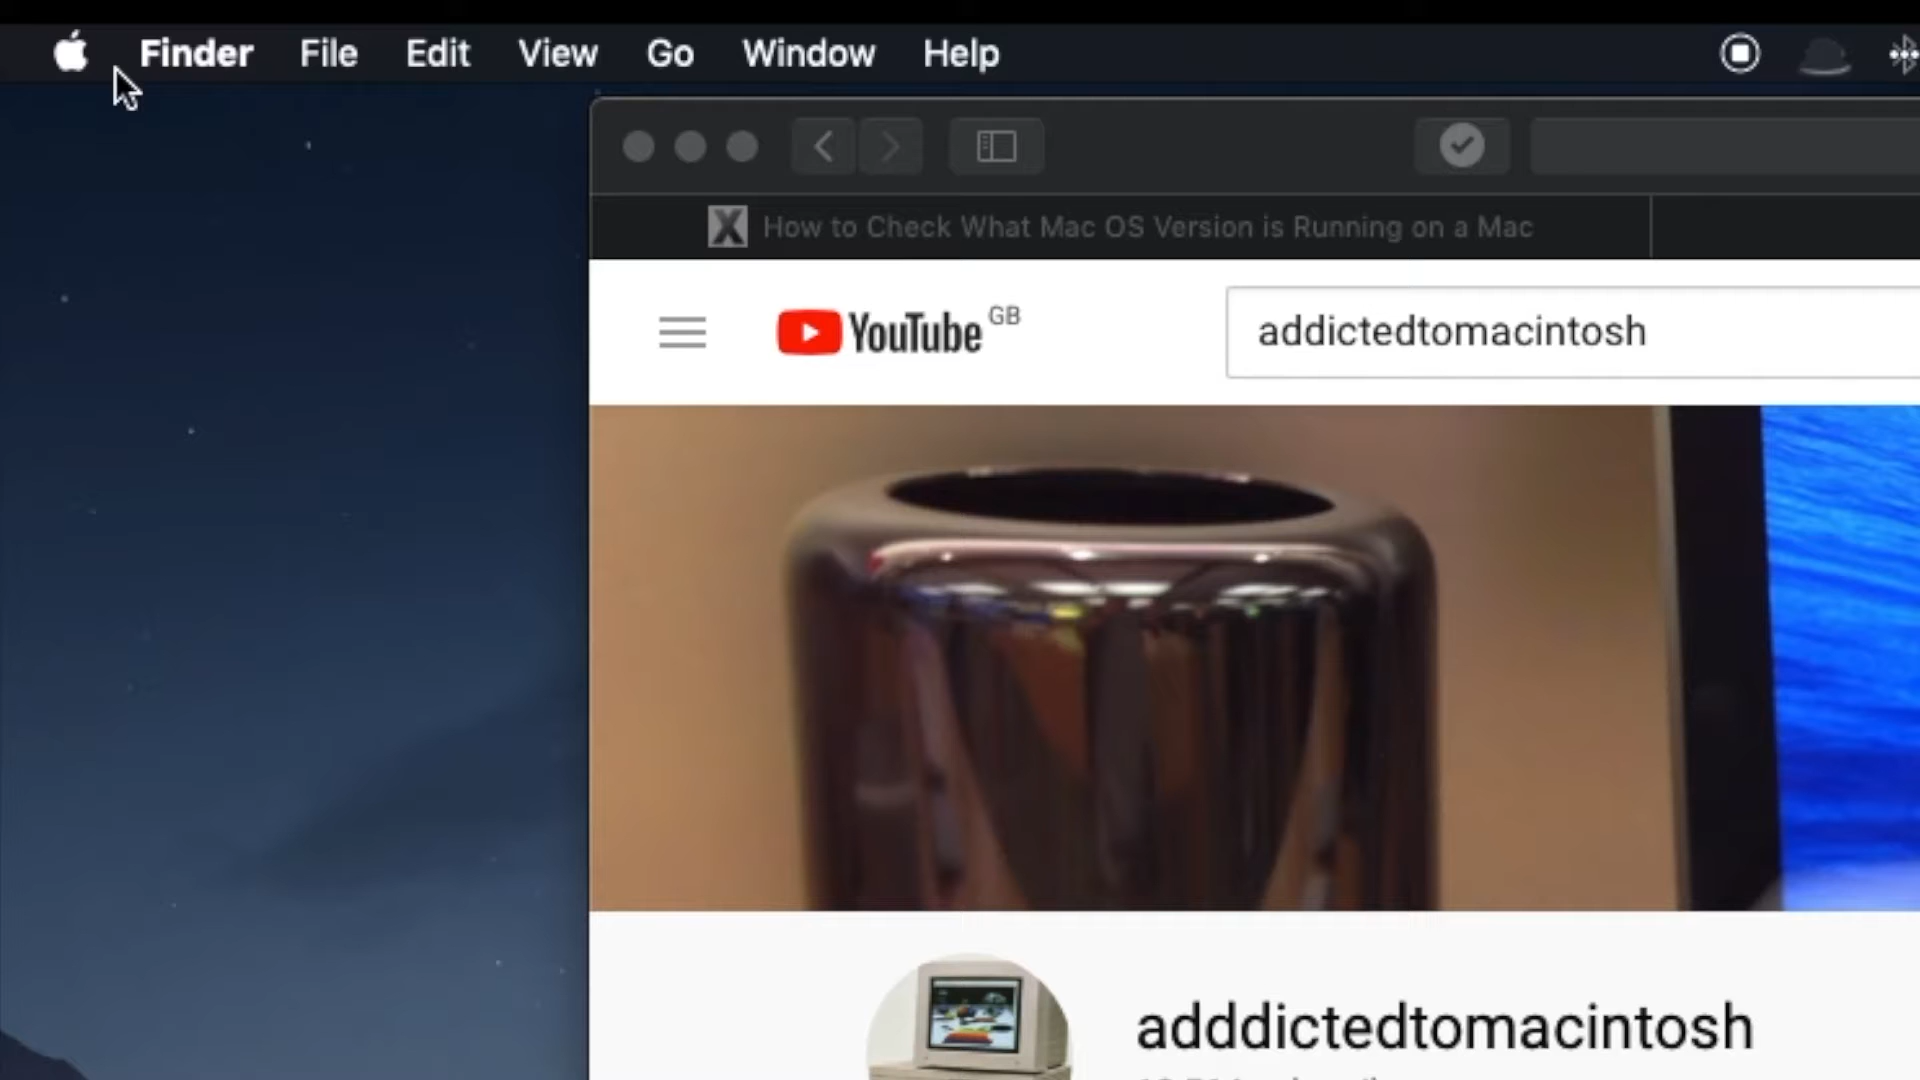 Finder File Edit View Go Window Help
How to Check What Mac OS Version is Running on a Mac
YouTube GB
addictedtomacintosh
adddictedtomacintosh